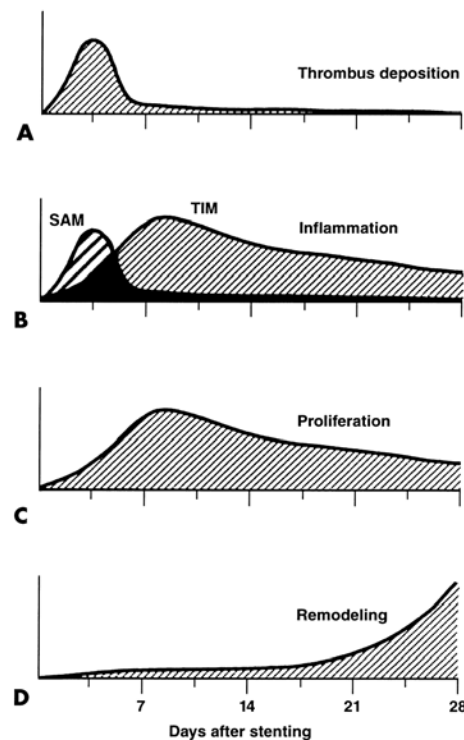 Thrombus deposition
A
SAM
TIM
Inflammation
B
Proliferation
C
Remodeling
D
7 14 21 28
Days after stenting